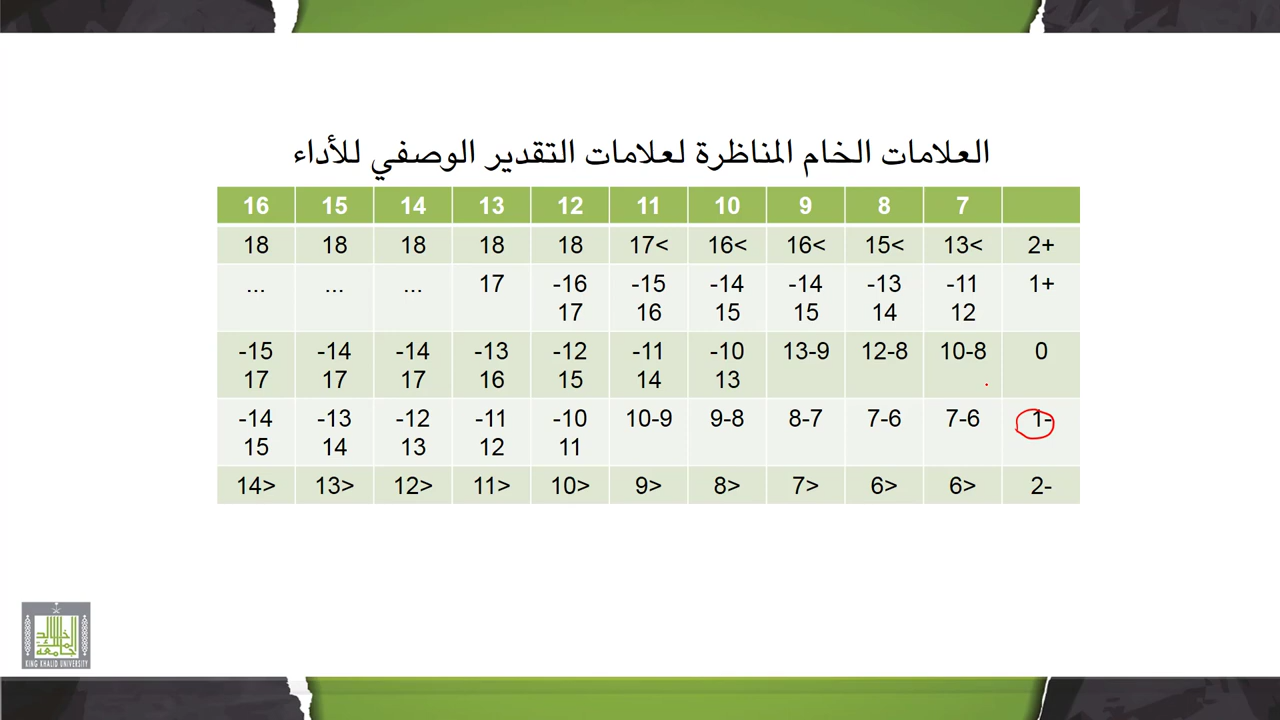 العلامات الخام المناظرة لعلامات التقدير الوصفي للأداء
7 8 9 10 11 12 13 14 15 16
2+ 13< 15< 16< 16< 17< 18 18 18 18 18
1+ -11 -13 -14 -14 -15 -16 17 ... ... ...
12 14 15 15 16 17
0 10-8 12-8 13-9 -10 -11 -12 -13 -14 -14 -15
13 14 15 16 17 17 17
1- 7-6 7-6 8-7 9-8 10-9 -10 -11 -12 -13 -14
11 12 13 14 15
2- 6> 6> 7> 8> 9> 10> 11> 12> 13> 14>
جامعة الملك خالد
KING KHALID UNIVERSITY